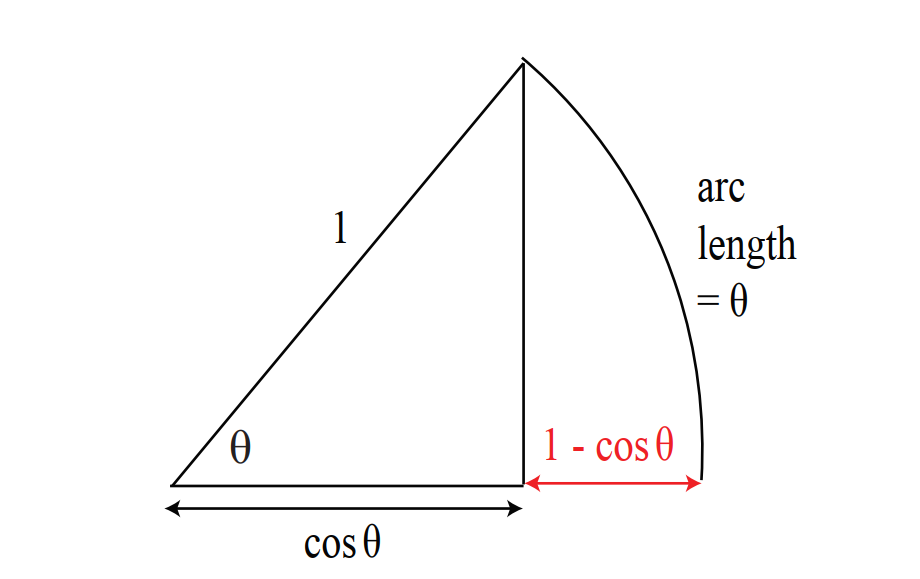 arc
length
= θ
1
θ
1 - cos θ
cos θ